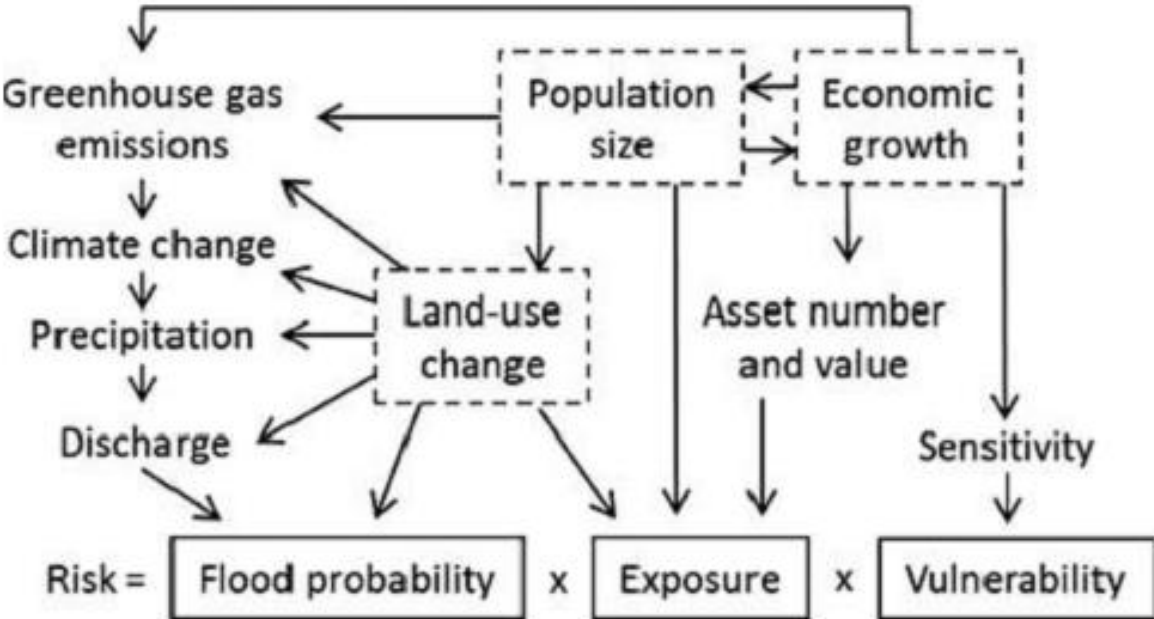 Greenhouse gas
emissions
Population
size
Economic
growth
Climate change
Precipitation
Discharge
Land-use
change
Asset number
and value
Sensitivity
Risk = Flood probability x Exposure x Vulnerability